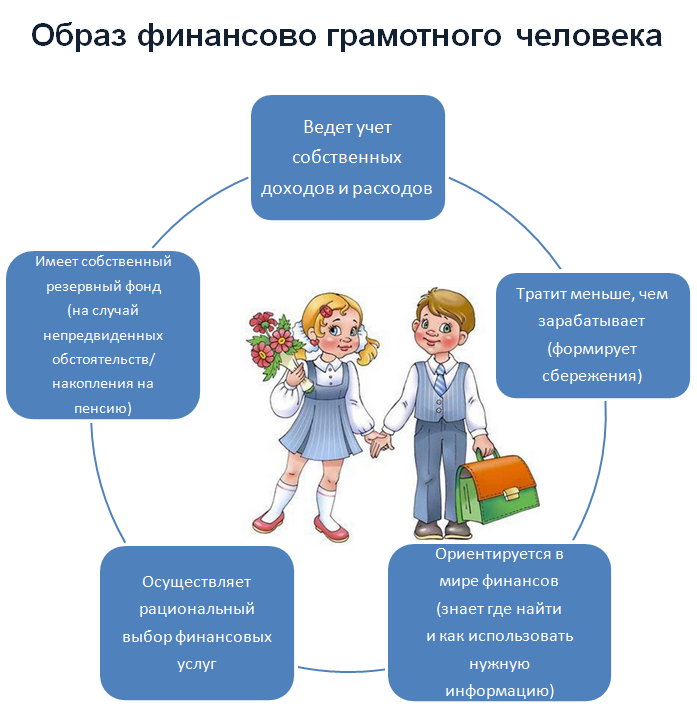 Образ финансово грамотного человека
Ведет учет
собственных
доходов и расходов
Тратит меньше, чем
зарабатывает
(формирует
сбережения)
Ориентируется в
мире финансов
(знает где найти
и как использовать
нужную
информацию)
Осуществляет
рациональный
выбор финансовых
услуг
Имеет собственный
резервный фонд
(на случай
непредвиденных
обстоятельств/
накопления на
пенсию)